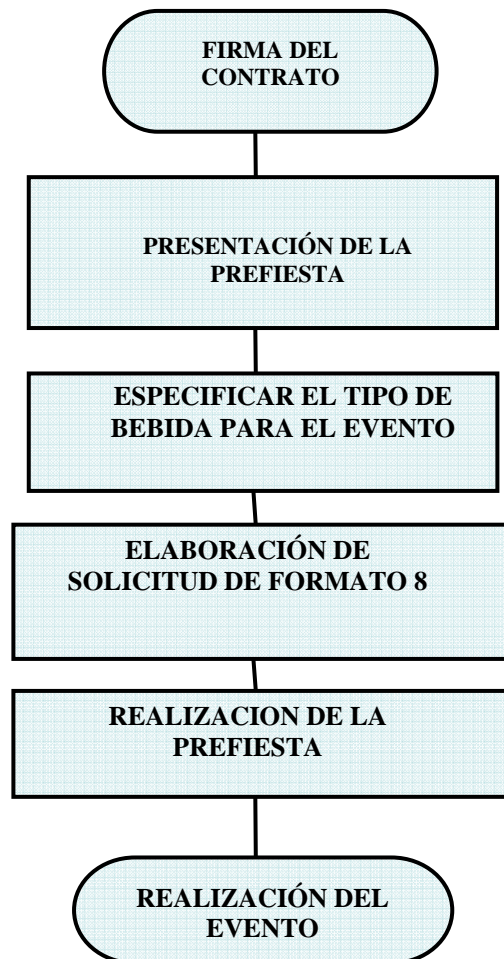 FIRMA DEL
CONTRATO
PRESENTACIÓN DE LA
PREFIESTA
ESPECIFICAR EL TIPO DE
BEBIDA PARA EL EVENTO
ELABORACIÓN DE
SOLICITUD DE FORMATO 8
REALIZACION DE LA
PREFIESTA
REALIZACIÓN DEL
EVENTO